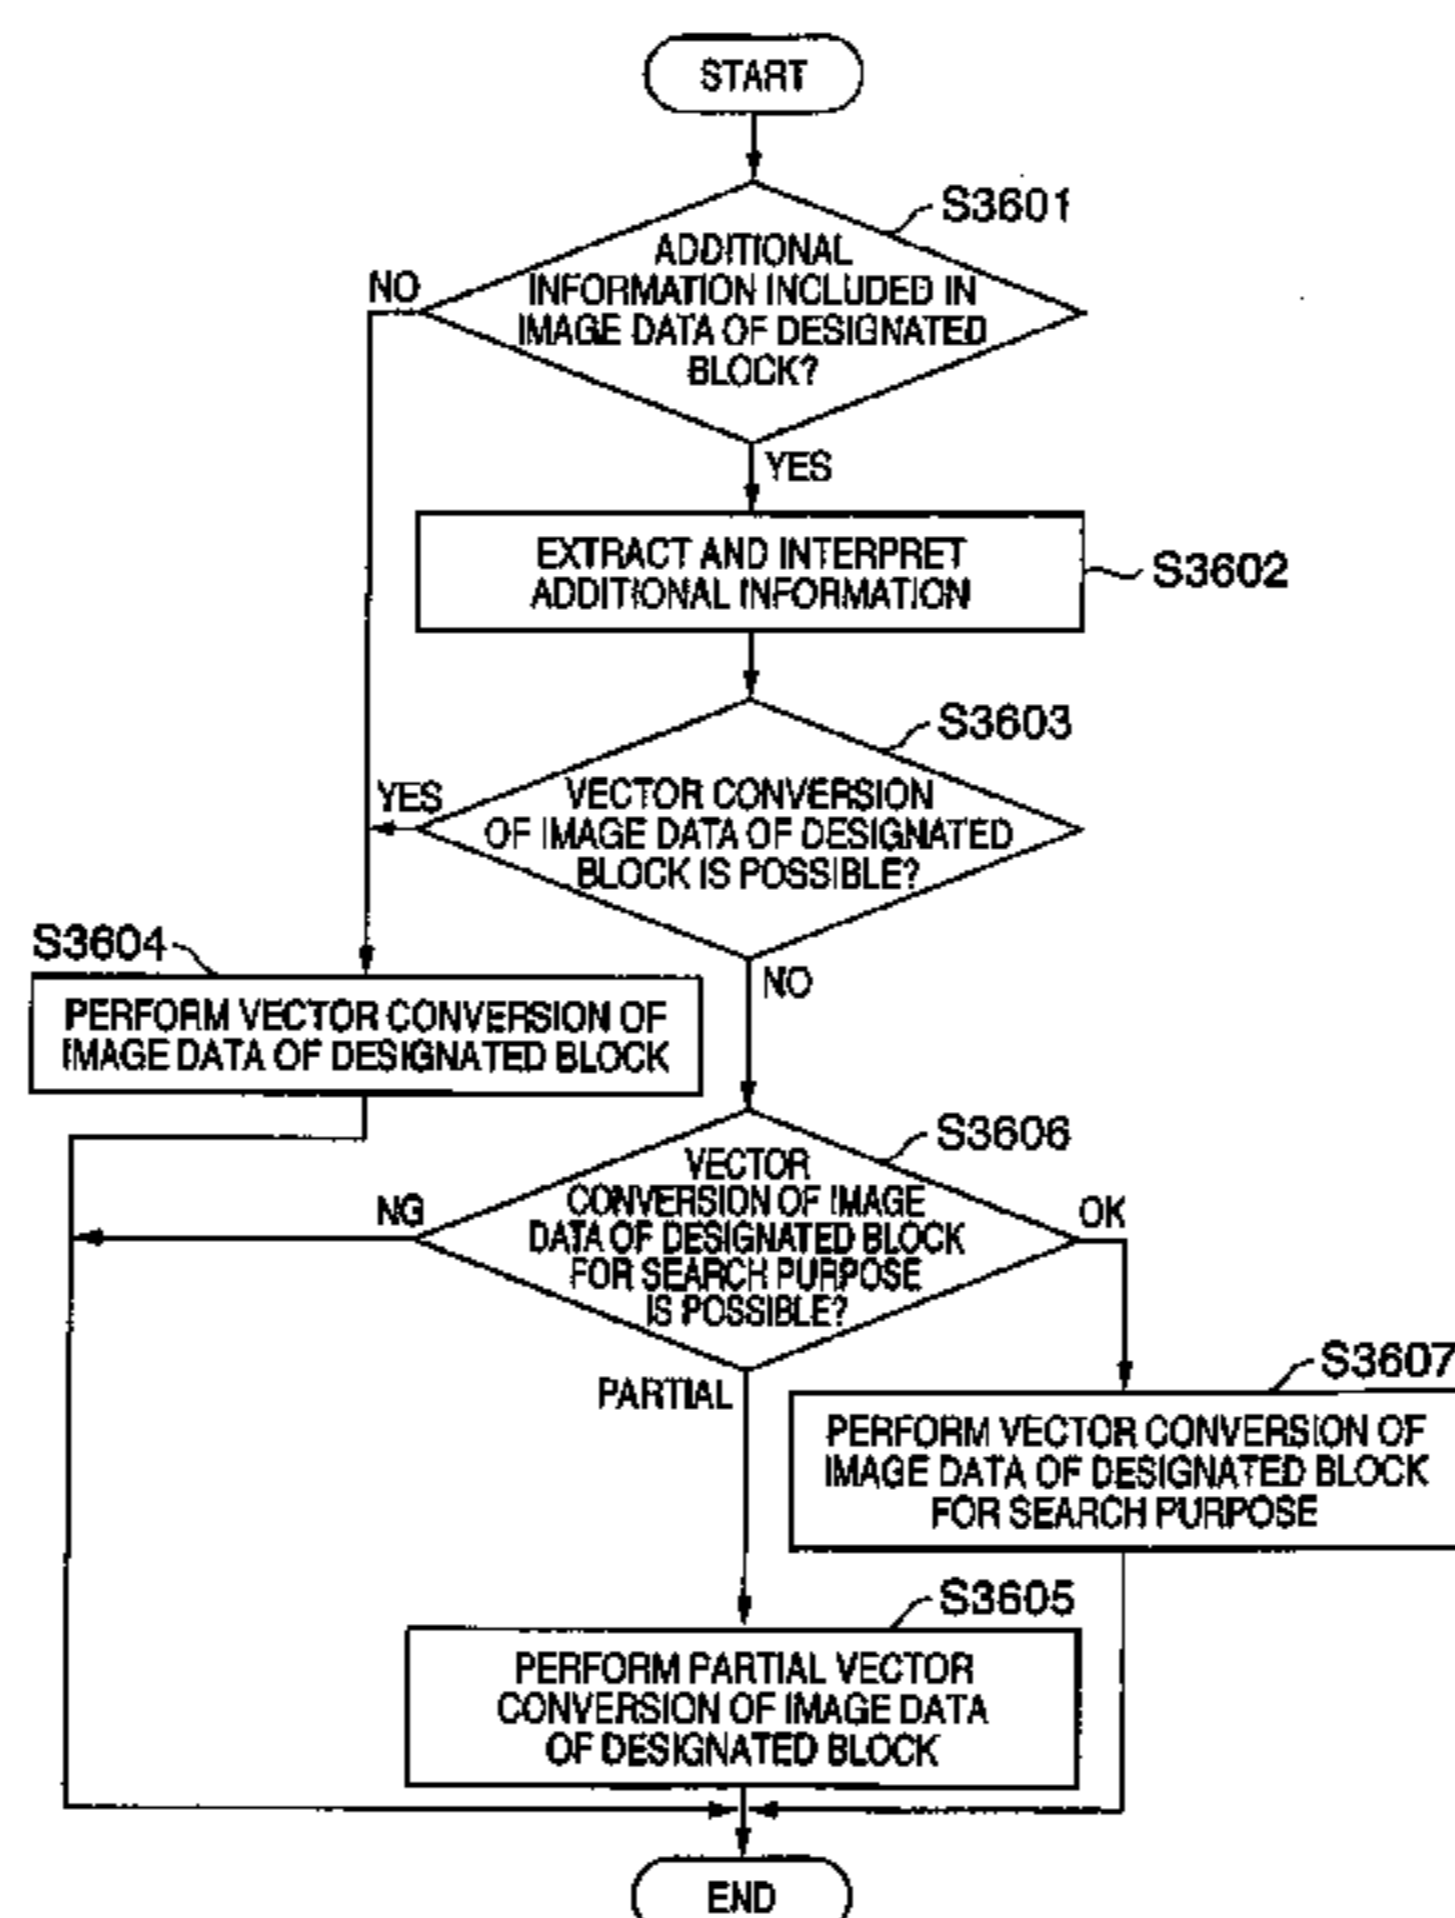 START
S3601
ADDITIONAL
INFORMATION INCLUDED IN
IMAGE DATA OF DESIGNATED
BLOCK?
NO
YES
EXTRACT AND INTERPRET
ADDITIONAL INFORMATION
S3602
S3603
VECTOR CONVERSION
OF IMAGE DATA OF DESIGNATED
BLOCK IS POSSIBLE?
YES
NO
S3604
PERFORM VECTOR CONVERSION OF
IMAGE DATA OF DESIGNATED BLOCK
S3606
VECTOR
CONVERSION OF IMAGE
DATA OF DESIGNATED BLOCK
FOR SEARCH PURPOSE
IS POSSIBLE?
NG
OK
PARTIAL
S3607
PERFORM VECTOR CONVERSION OF
IMAGE DATA OF DESIGNATED BLOCK
FOR SEARCH PURPOSE
S3605
PERFORM PARTIAL VECTOR
CONVERSION OF IMAGE DATA
OF DESIGNATED BLOCK
END